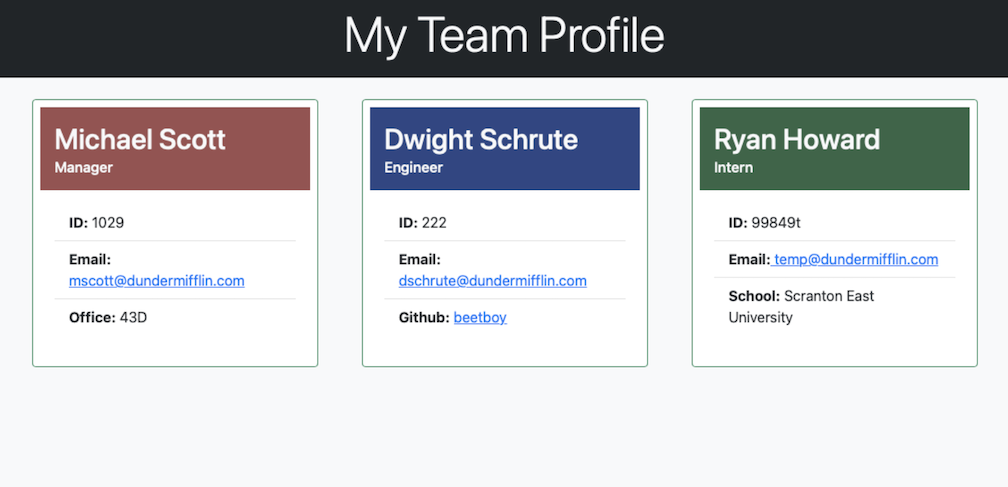 My Team Profile
Michael Scott
Manager
ID: 1029
Email:
mscott@dundermifflin.com
Office: 43D
Dwight Schrute
Engineer
ID: 222
Email:
dschrute@dundermifflin.com
Github: beetboy
Ryan Howard
Intern
ID: 99849t
Email: temp@dundermifflin.com
School: Scranton East
University